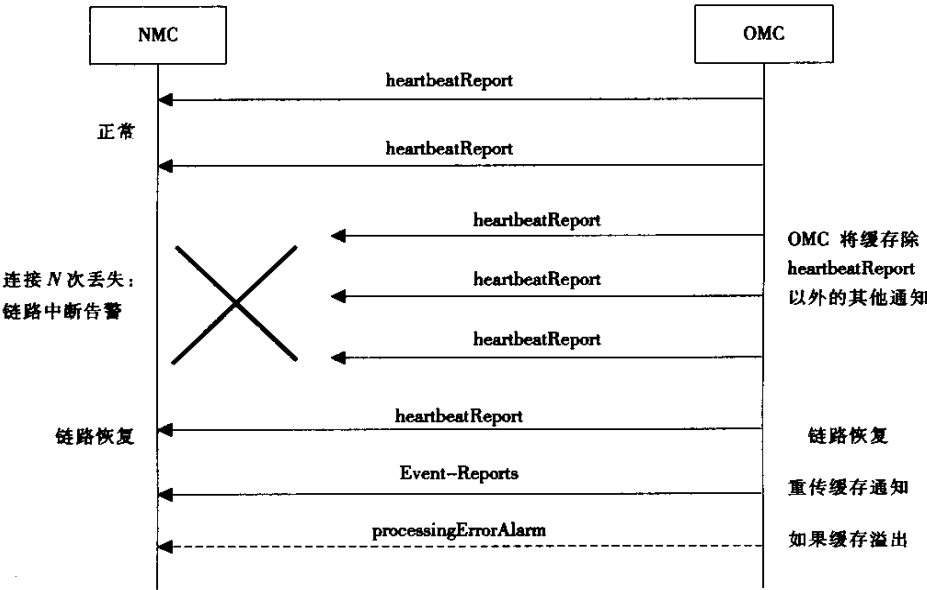 NMC
OMC
heartbeatReport
正常
heartbeatReport
heartbeatReport
OMC 将缓存除
heartbeatReport
以外的其他通知
连接 N 次丢失：
链路中断告警
heartbeatReport
heartbeatReport
heartbeatReport
链路恢复
链路恢复
Event-Reports
重传缓存通知
processingErrorAlarm
如果缓存溢出